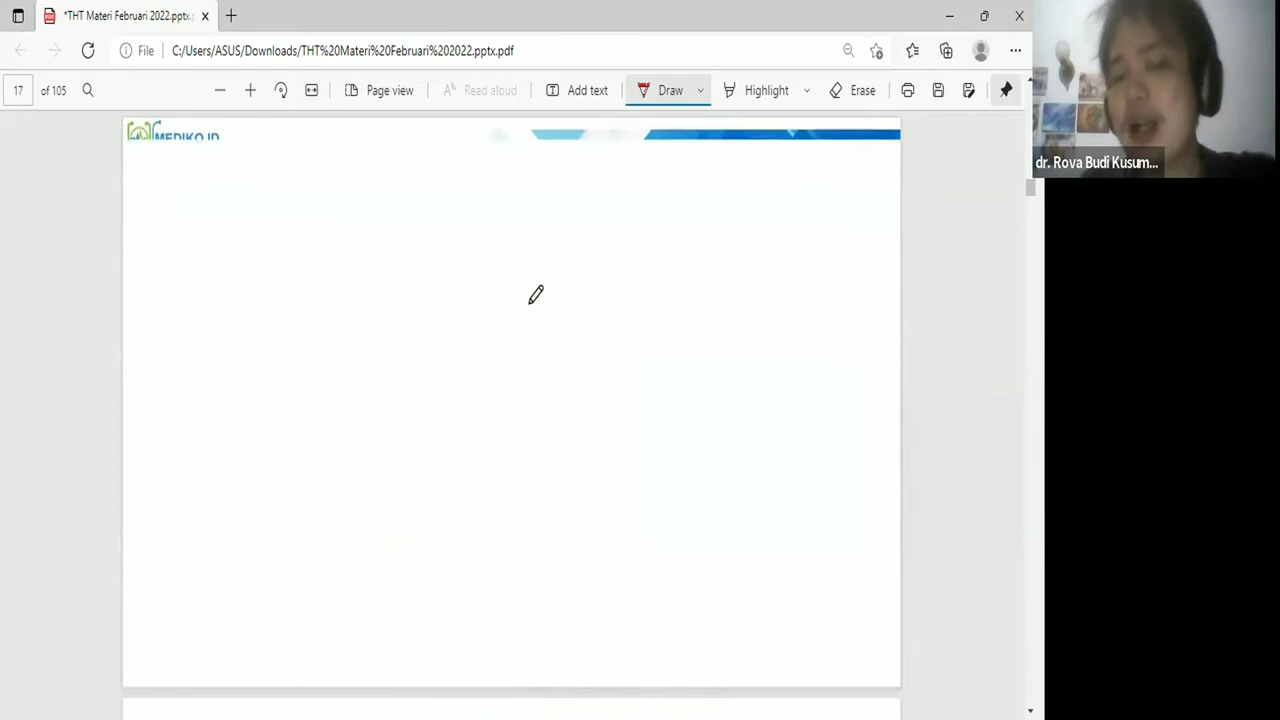 *THT Materi Februari 2022.pptx.
File
C:/Users/ASUS/Downloads/THT%20Materi%20Februari%202022.pptx.pdf
17 of 105
Page view
Read aloud
Add text
Draw
Highlight
Erase
MEDIKO.ID
dr. Rova Budi Kusum...